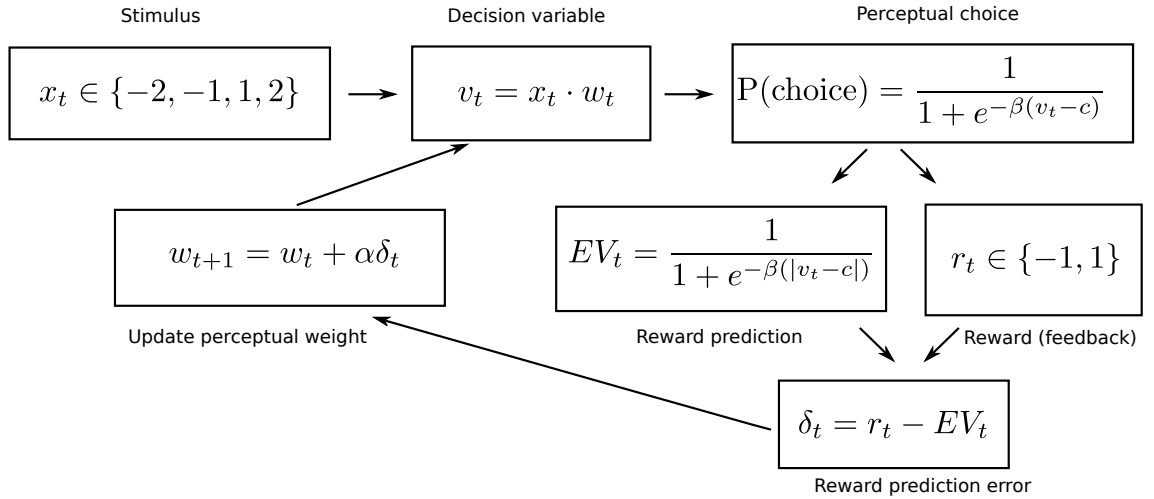 Stimulus
Decision variable
Perceptual choice
x_t ∈ {−2, −1, 1, 2}
v_t = x_t · w_t
P(choice) = \frac{1}{1 + e^{−β(v_t−c)}}
w_{t+1} = w_t + αδ_t
EV_t = \frac{1}{1 + e^{−β(|v_t−c|)}}
r_t ∈ {−1, 1}
Update perceptual weight
Reward prediction
Reward (feedback)
δ_t = r_t − EV_t
Reward prediction error